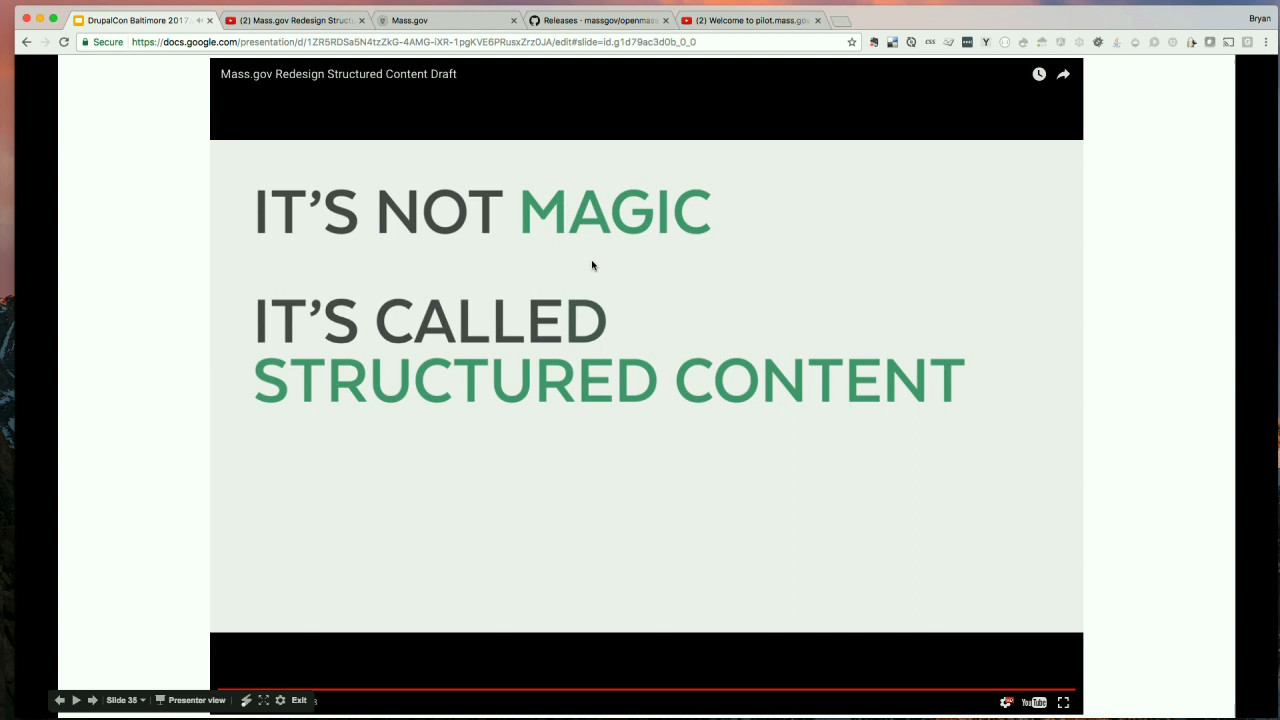 DrupalCon Baltimore 2017
(2) Mass.gov Redesign Struct
Mass.gov
Releases · massgov/openmass
(2) Welcome to pilot.mass.gov
Bryan
Secure
https://docs.google.com/presentation/d/1ZR5RDSa5N4tzZkG-4AMG-iXR-1pgKVE6PRusxZrz0JA/edit#slide=id.g1d79ac3d0b_0_0
Mass.gov Redesign Structured Content Draft
IT’S NOT MAGIC
IT’S CALLED
STRUCTURED CONTENT
Slide 35
Presenter view
Exit
YouTube